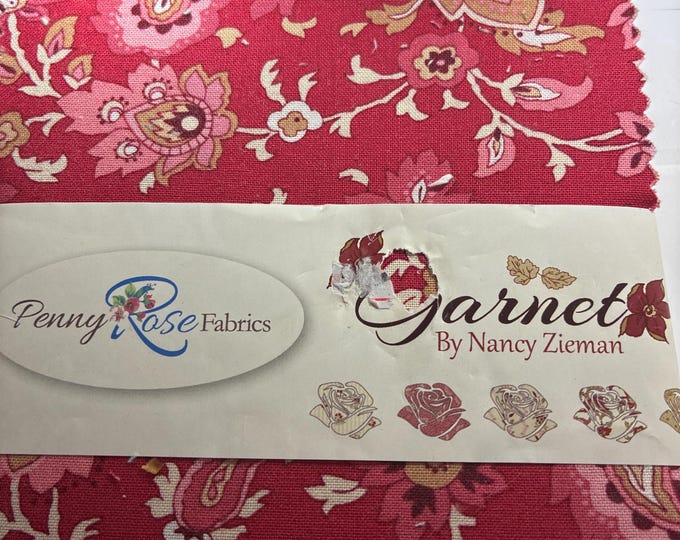 Penny Rose Fabrics
Garnet
By Nancy Zieman